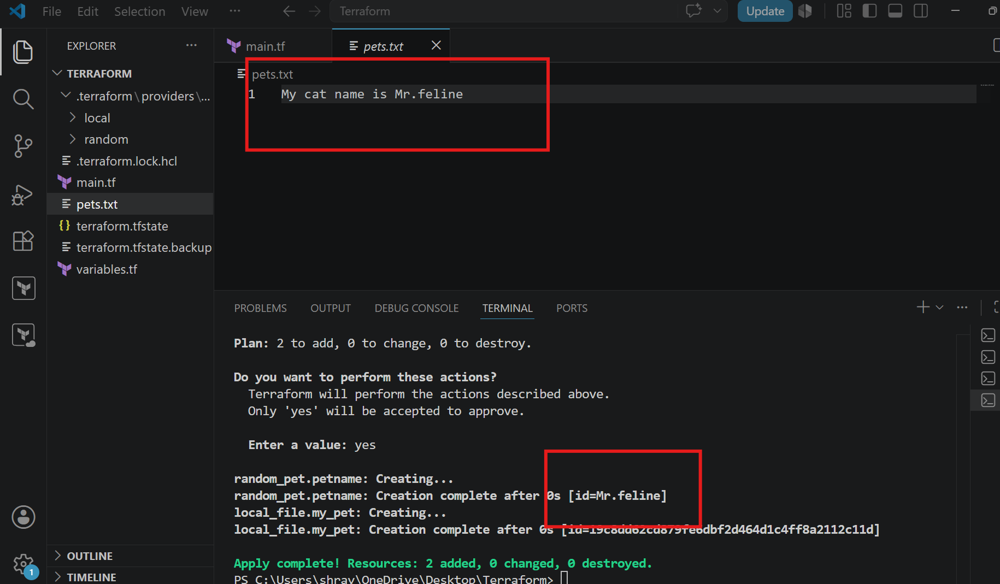 File Edit Selection View ··· Terraform Update
EXPLORER ···
TERRAFORM
.terraform\providers\...
local
random
.terraform.lock.hcl
main.tf
pets.txt
{} terraform.tfstate
terraform.tfstate.backup
variables.tf
OUTLINE
TIMELINE
1
main.tf
pets.txt
pets.txt
1 My cat name is Mr.feline
PROBLEMS OUTPUT DEBUG CONSOLE TERMINAL PORTS
Plan: 2 to add, 0 to change, 0 to destroy.
Do you want to perform these actions?
Terraform will perform the actions described above.
Only 'yes' will be accepted to approve.
Enter a value: yes
random_pet.petname: Creating...
random_pet.petname: Creation complete after 0s [id=Mr.feline]
local_file.my_pet: Creating...
local_file.my_pet: Creation complete after 0s [id=19c8dd62cd879fe6dbf2d464d1c4ff8a2112c11d]
Apply complete! Resources: 2 added, 0 changed, 0 destroyed.
PS C:\Users\shrav\OneDrive\Desktop\Terraform>